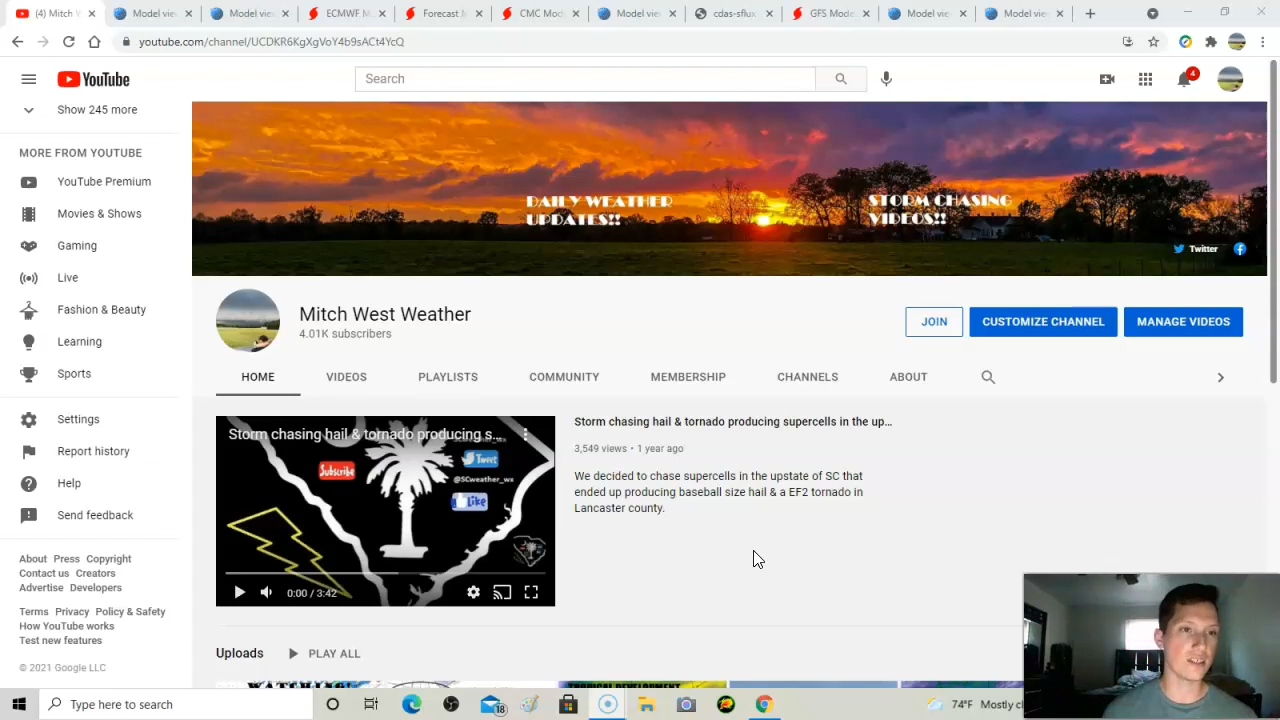 (4) Mitch W
Model vie
Model vie
ECMWF M
Forecast M
CMC Mod
Model vie
cdas-sflux
GFS Mode
Model vie
Model vie
youtube.com/channel/UCDKR6KgXgVoY4b9sACt4YcQ
YouTube
Search
4
Show 245 more
MORE FROM YOUTUBE
YouTube Premium
Movies & Shows
Gaming
Live
Fashion & Beauty
Learning
Sports
Settings
Report history
Help
Send feedback
About Press Copyright
Contact us Creators
Advertise Developers
Terms Privacy Policy & Safety
How YouTube works
Test new features
© 2021 Google LLC
DAILY WEATHER
UPDATES!!
STORM CHASING
VIDEOS!!
Twitter
Mitch West Weather
4.01K subscribers
JOIN
CUSTOMIZE CHANNEL
MANAGE VIDEOS
HOME
VIDEOS
PLAYLISTS
COMMUNITY
MEMBERSHIP
CHANNELS
ABOUT
Storm chasing hail & tornado producing s...
Subscribe
Tweet
@SCweather_wx
Like
0:00 / 3:42
Storm chasing hail & tornado producing supercells in the up...
3,549 views • 1 year ago
We decided to chase supercells in the upstate of SC that
ended up producing baseball size hail & a EF2 tornado in
Lancaster county.
Uploads
PLAY ALL
Type here to search
18
74°F Mostly cl